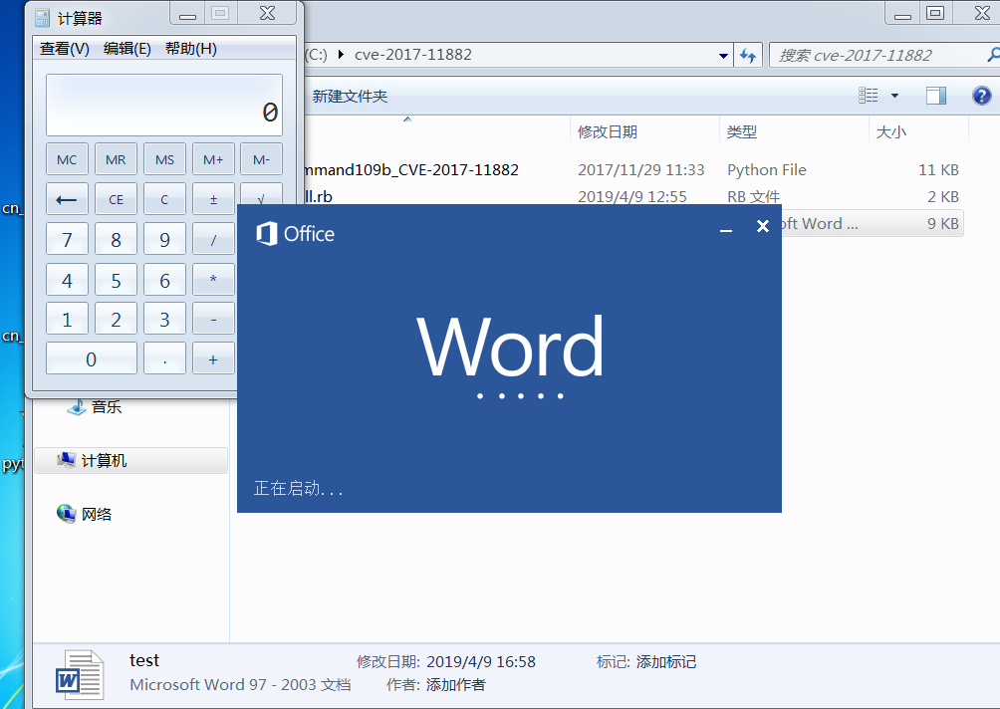 计算器
查看(V) 编辑(E) 帮助(H)
0
MC MR MS M+ M-
← CE C ± √
7 8 9 /
4 5 6 *
1 2 3 -
0 . +
(C:) cve-2017-11882
搜索 cve-2017-11882
新建文件夹
修改日期 类型 大小
mmand109b_CVE-2017-11882 2017/11/29 11:33 Python File 11 KB
ll.rb 2019/4/9 12:55 RB 文件 2 KB
oft Word ... 9 KB
Office
Word
正在启动...
cn_
cn_
pyt
音乐
计算机
网络
test
修改日期: 2019/4/9 16:58
标记: 添加标记
Microsoft Word 97 - 2003 文档
作者: 添加作者